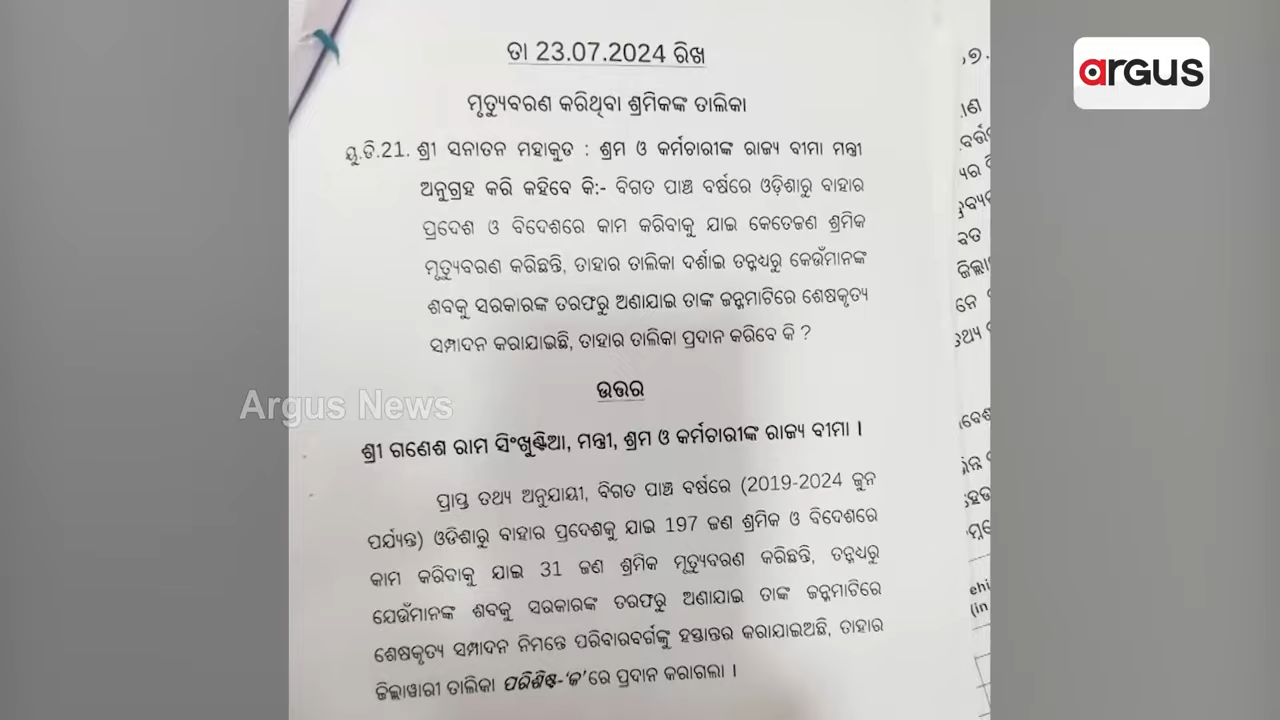 argus
ତା 23.07.2024 ରିଖ
ମୃତ୍ୟୁବରଣ କରିଥିବା ଶ୍ରମିକଙ୍କ ତାଲିକା
ୟୁ.ଡି.21. ଶ୍ରୀ ସନାତନ ମହାକୁଡ : ଶ୍ରମ ଓ କର୍ମଚାରୀଙ୍କ ରାଜ୍ୟ ବୀମା ମନ୍ତ୍ରୀ
ଅନୁଗ୍ରହ କରି କହିବେ କି:- ବିଗତ ପାଞ୍ଚ ବର୍ଷରେ ଓଡ଼ିଶାରୁ ବାହାର
ପ୍ରଦେଶ ଓ ବିଦେଶରେ କାମ କରିବାକୁ ଯାଇ କେତେଜଣ ଶ୍ରମିକ
ମୃତ୍ୟୁବରଣ କରିଛନ୍ତି, ତାହାର ତାଲିକା ଦର୍ଶାଇ ତନ୍ମଧ୍ୟରୁ କେଉଁମାନଙ୍କ
ଶବକୁ ସରକାରଙ୍କ ତରଫରୁ ଅଣାଯାଇ ତାଙ୍କ ଜନ୍ମମାଟିରେ ଶେଷକୃତ୍ୟ
ସମ୍ପାଦନ କରାଯାଇଛି, ତାହାର ତାଲିକା ପ୍ରଦାନ କରିବେ କି ?
ଉତ୍ତର
Argus News
ଶ୍ରୀ ଗଣେଶ ରାମ ସିଂଖୁଣ୍ଟିଆ, ମନ୍ତ୍ରୀ, ଶ୍ରମ ଓ କର୍ମଚାରୀଙ୍କ ରାଜ୍ୟ ବୀମା ।
ପ୍ରାପ୍ତ ତଥ୍ୟ ଅନୁଯାୟୀ, ବିଗତ ପାଞ୍ଚ ବର୍ଷରେ (2019-2024 ଜୁନ
ପର୍ଯ୍ୟନ୍ତ) ଓଡିଶାରୁ ବାହାର ପ୍ରଦେଶକୁ ଯାଇ 197 ଜଣ ଶ୍ରମିକ ଓ ବିଦେଶରେ
କାମ କରିବାକୁ ଯାଇ 31 ଜଣ ଶ୍ରମିକ ମୃତ୍ୟୁବରଣ କରିଛନ୍ତି, ତନ୍ମଧ୍ୟରୁ
ଯେଉଁମାନଙ୍କ ଶବକୁ ସରକାରଙ୍କ ତରଫରୁ ଅଣାଯାଇ ତାଙ୍କ ଜନ୍ମମାଟିରେ
ଶେଷକୃତ୍ୟ ସମ୍ପାଦନ ନିମନ୍ତେ ପରିବାରବର୍ଗଙ୍କୁ ହସ୍ତାନ୍ତର କରାଯାଇଅଛି, ତାହାର
ଜିଲ୍ଲାୱାରୀ ତାଲିକା ପରିଶିଷ୍ଟ-‘ଜ’ ରେ ପ୍ରଦାନ କରାଗଲା ।